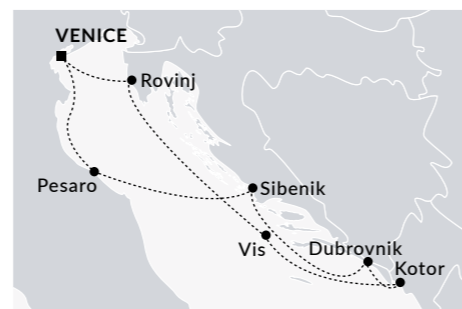 VENICE
Rovinj
Pesaro
Sibenik
Vis
Dubrovnik
Kotor